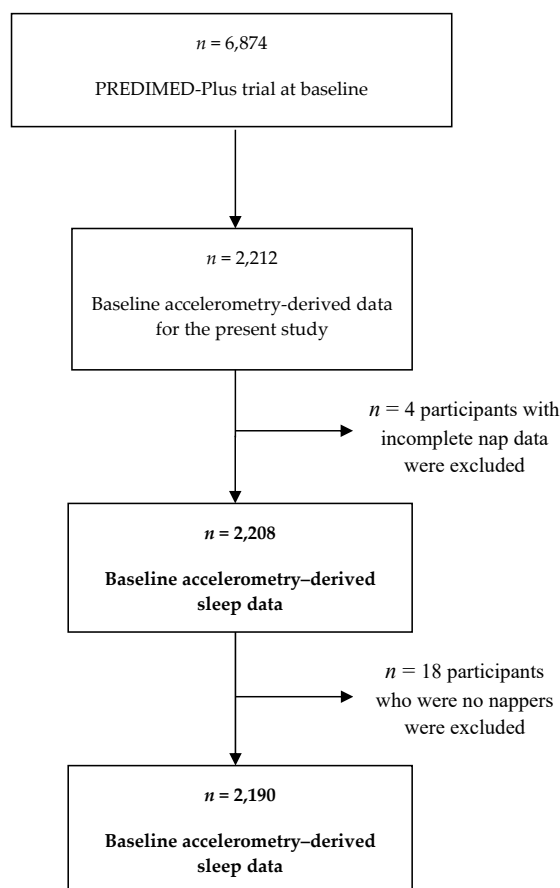 n = 6,874
PREDIMED-Plus trial at baseline
n = 2,212
Baseline accelerometry-derived data
for the present study
n = 4 participants with
incomplete nap data
were excluded
n = 2,208
Baseline accelerometry–derived
sleep data
n = 18 participants
who were no nappers
were excluded
n = 2,190
Baseline accelerometry–derived
sleep data